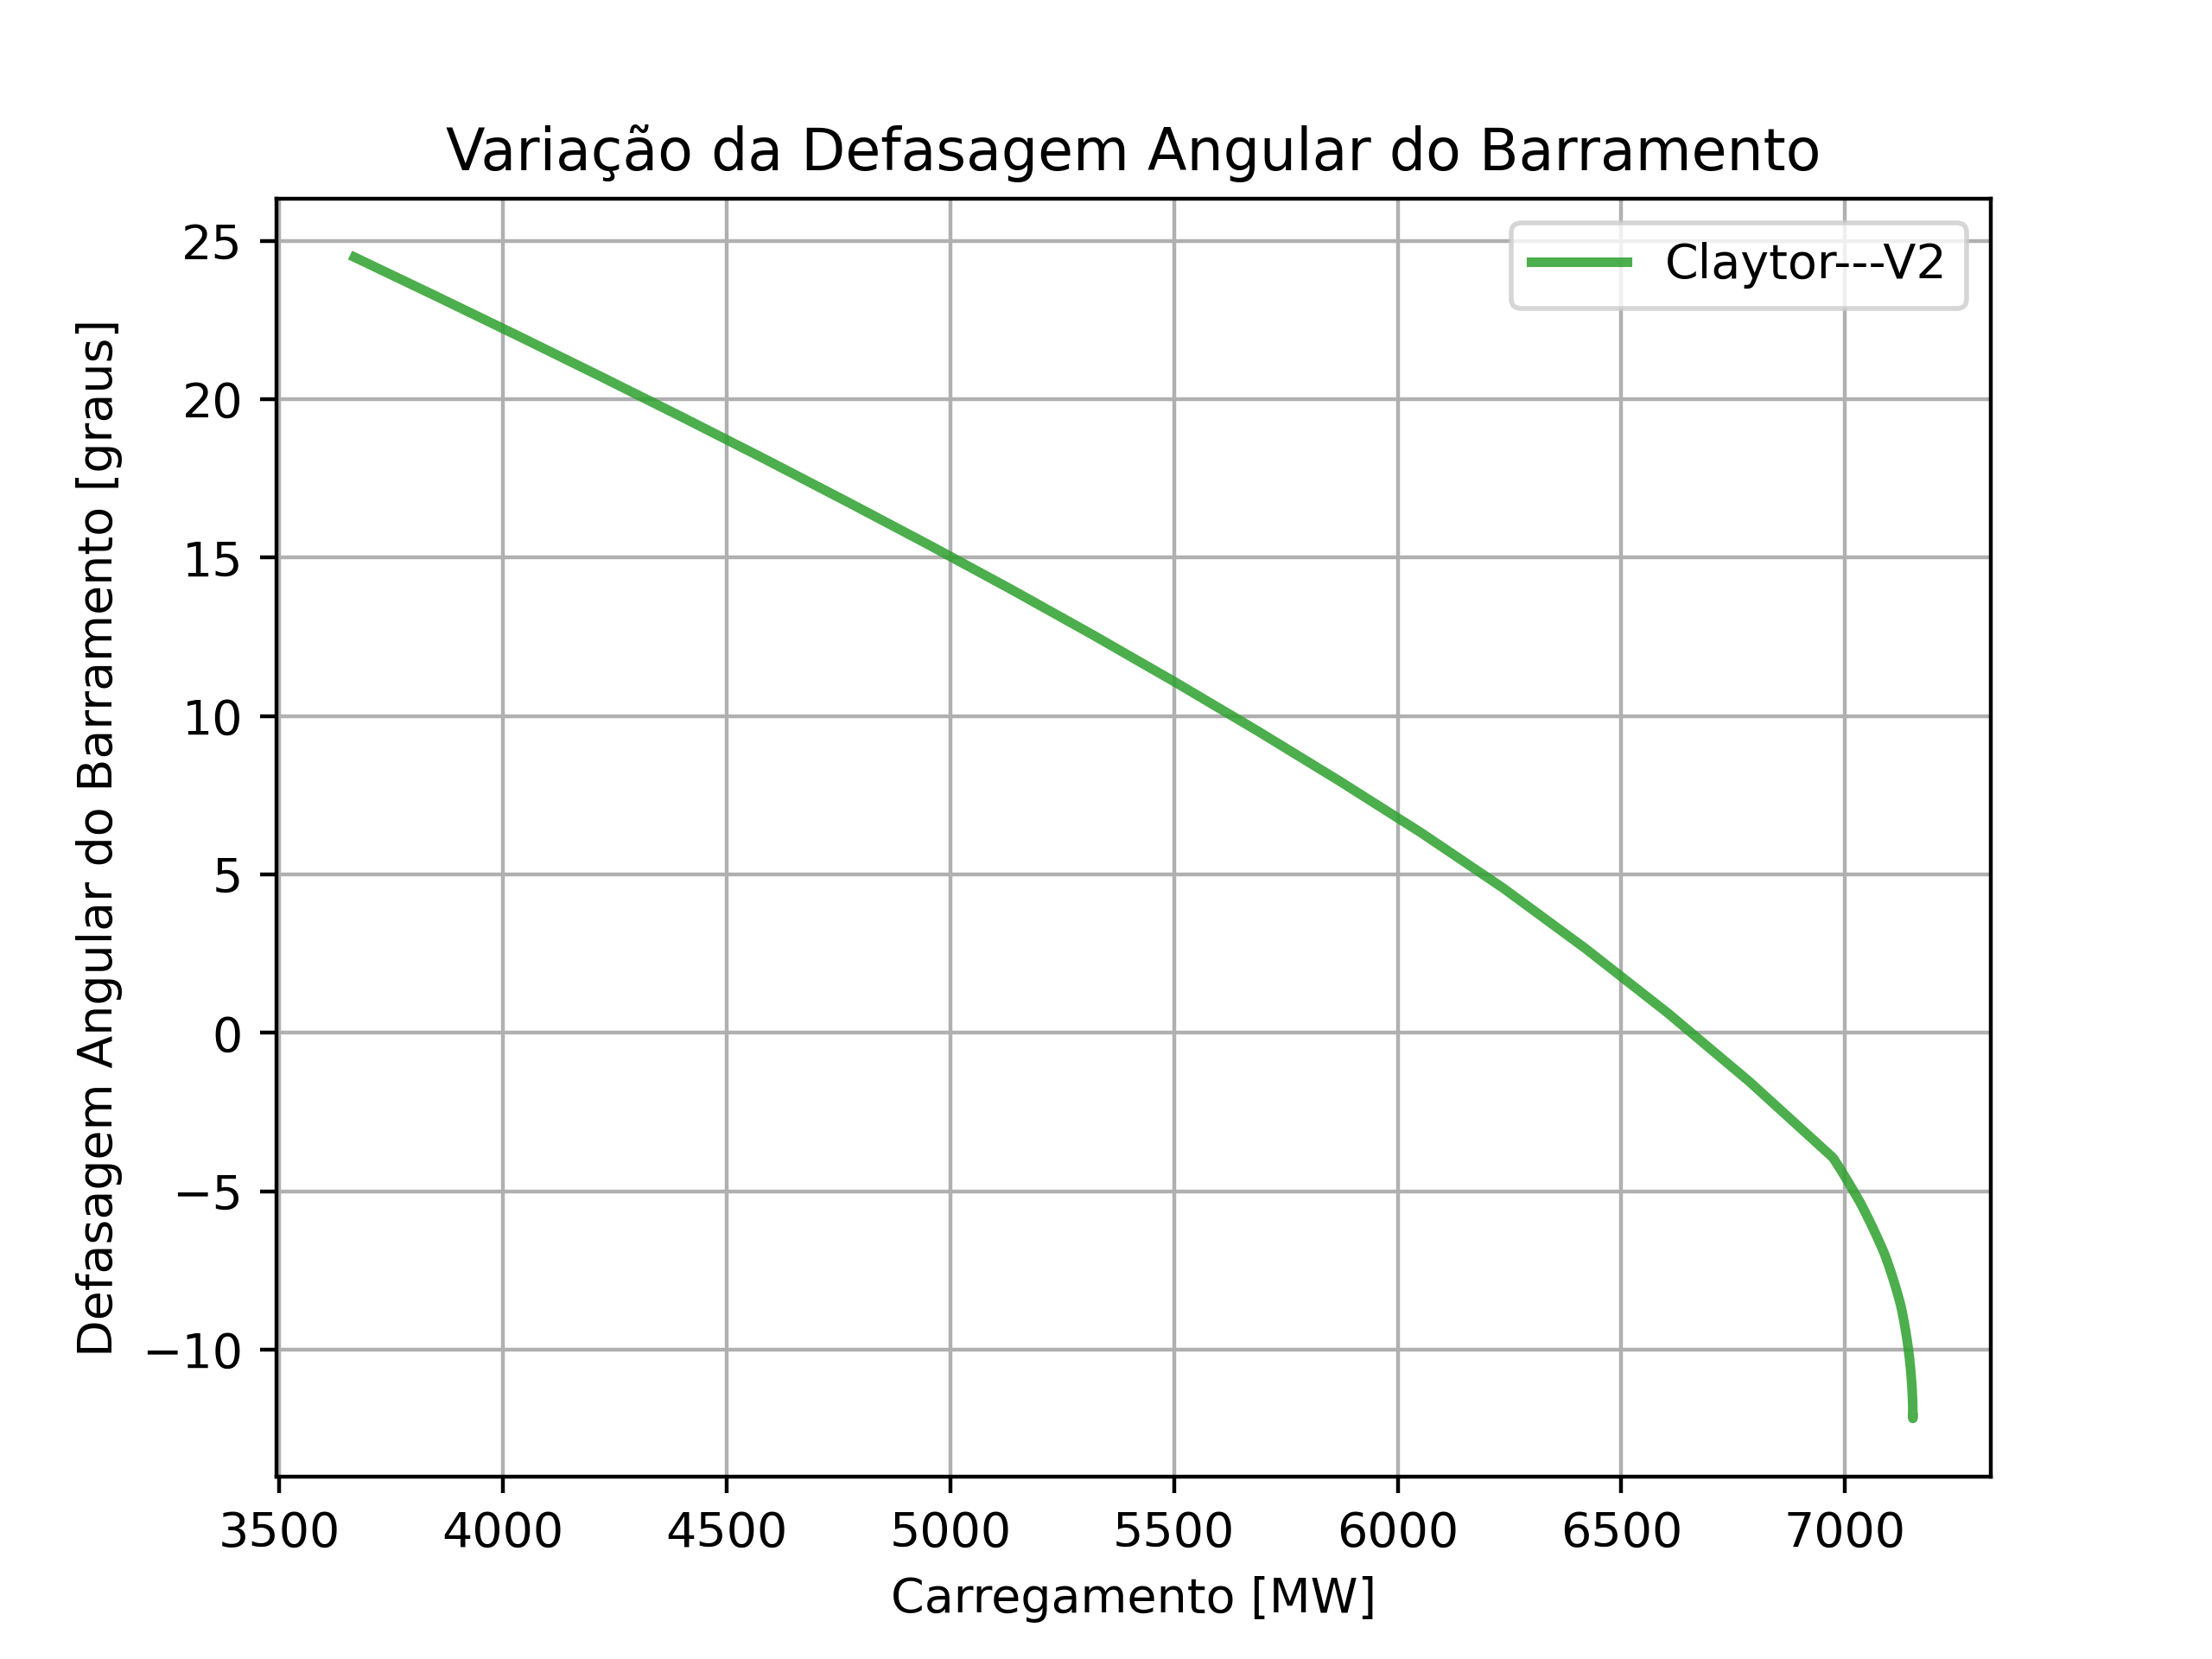 Variação da Defasagem Angular do Barramento
Claytor---V2
Defasagem Angular do Barramento [graus]
25
20
15
10
5
0
−5
−10
3500 4000 4500 5000 5500 6000 6500 7000
Carregamento [MW]